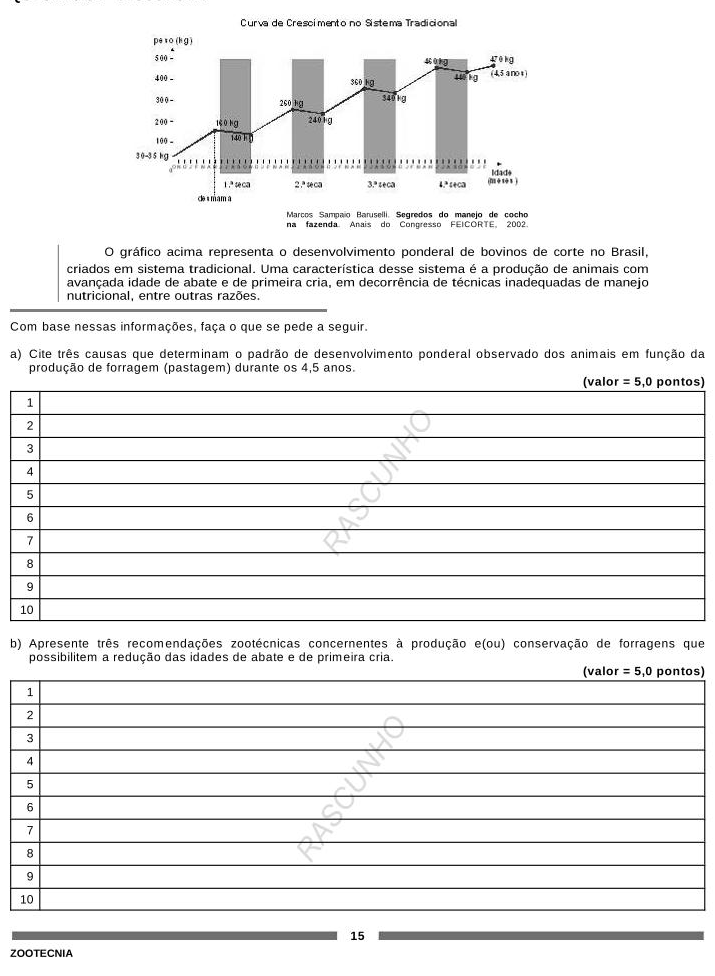 Curva de Crescimento no Sistema Tradicional
peso (kg)
500
400
300
200
100
30-35 kg
0
160 kg
140 kg
260 kg
240 kg
360 kg
340 kg
460 kg
440 kg
470 kg
(4,5 anos)
1.ª seca
2.ª seca
3.ª seca
4.ª seca
Idade
(meses)
desmama
Marcos Sampaio Baruselli. Segredos do manejo de cocho
na fazenda. Anais do Congresso FEICORTE, 2002.
O gráfico acima representa o desenvolvimento ponderal de bovinos de corte no Brasil,
criados em sistema tradicional. Uma característica desse sistema é a produção de animais com
avançada idade de abate e de primeira cria, em decorrência de técnicas inadequadas de manejo
nutricional, entre outras razões.
Com base nessas informações, faça o que se pede a seguir.
a) Cite três causas que determinam o padrão de desenvolvimento ponderal observado dos animais em função da
produção de forragem (pastagem) durante os 4,5 anos.
(valor = 5,0 pontos)
1
2
3
4
5
6
7
8
9
10
RASCUNHO
b) Apresente três recomendações zootécnicas concernentes à produção e(ou) conservação de forragens que
possibilitem a redução das idades de abate e de primeira cria.
(valor = 5,0 pontos)
1
2
3
4
5
6
7
8
9
10
RASCUNHO
15
ZOOTECNIA